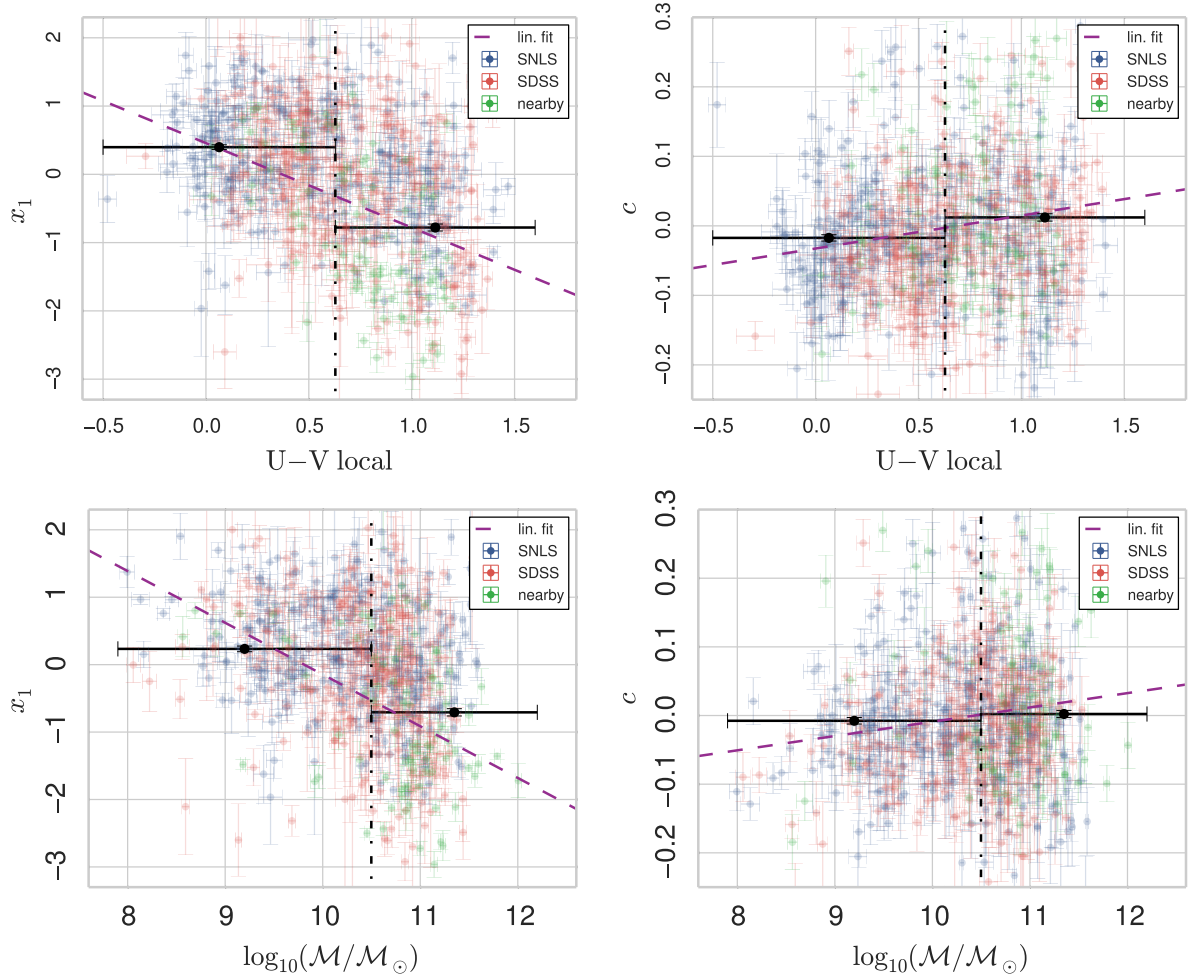 2
1
0
−1
−2
−3
x1
lin. fit
SNLS
SDSS
nearby
−0.5 0.0 0.5 1.0 1.5
U−V local
0.3
0.2
0.1
0.0
−0.1
−0.2
c
lin. fit
SNLS
SDSS
nearby
−0.5 0.0 0.5 1.0 1.5
U−V local
2
1
0
−1
−2
−3
x1
lin. fit
SNLS
SDSS
nearby
8 9 10 11 12
log10(M/M⊙)
0.3
0.2
0.1
0.0
−0.1
−0.2
c
lin. fit
SNLS
SDSS
nearby
8 9 10 11 12
log10(M/M⊙)